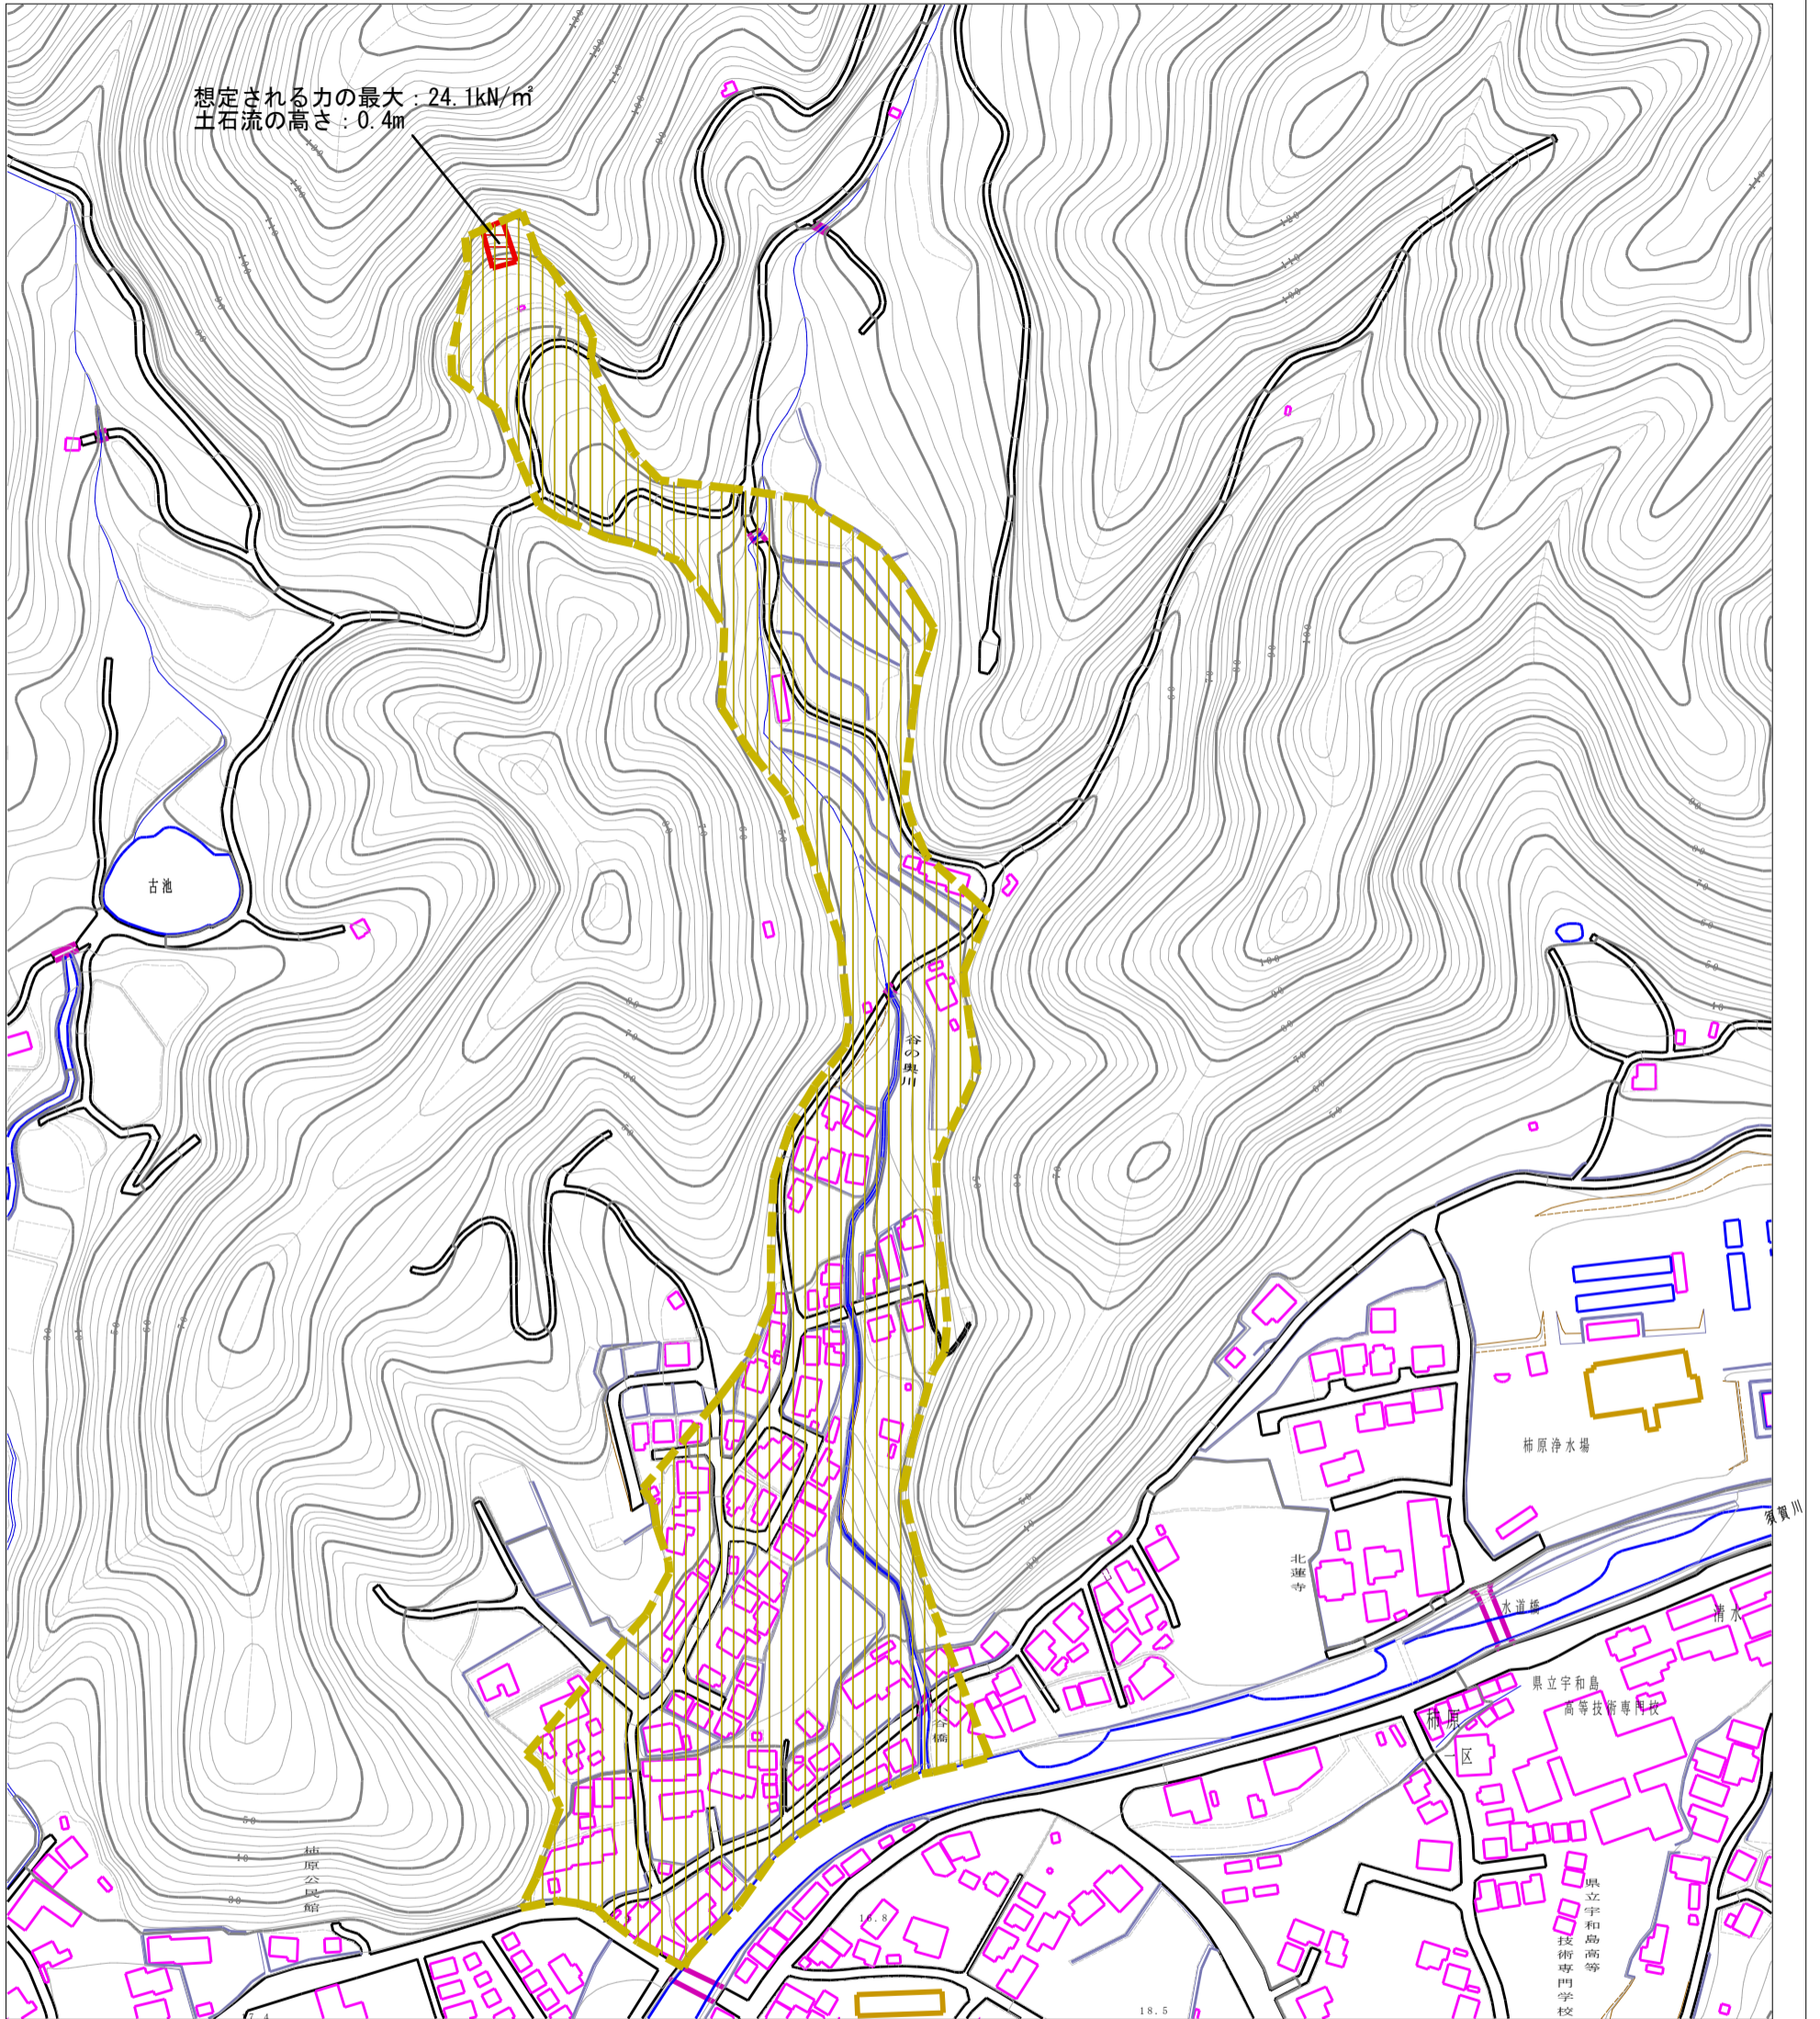 想定される力の最大：24.1kN/㎡
土石流の高さ：0.4m
古池
谷の奥川
柿原浄水場
須賀川
北蓮寺
水道橋
清水
県立宇和島
高等技術専門校
柿原
一区
谷橋
柿原公民館
県立宇和島高等
技術専門学校
16.8
18.5